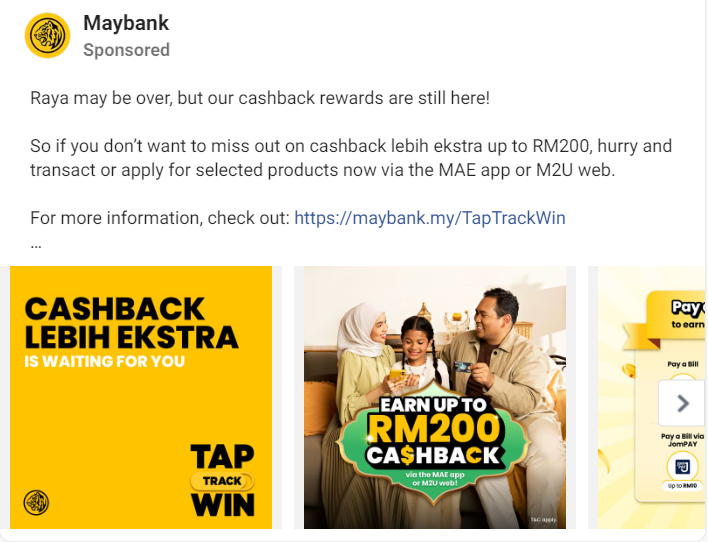 Maybank
Sponsored
Raya may be over, but our cashback rewards are still here!
So if you don't want to miss out on cashback lebih ekstra up to RM200, hurry and
transact or apply for selected products now via the MAE app or M2U web.
For more information, check out: https://maybank.my/TapTrackWin
...
CASHBACK
LEBIH EKSTRA
IS WAITING FOR YOU
TAP
TRACK
WIN
EARN UP TO
RM200
CA$HBACK
via the MAE app
or M2U web!
T&C apply.
Pay
to earn
Pay a Bill
Pay a Bill via
JomPAY
Up to RM10